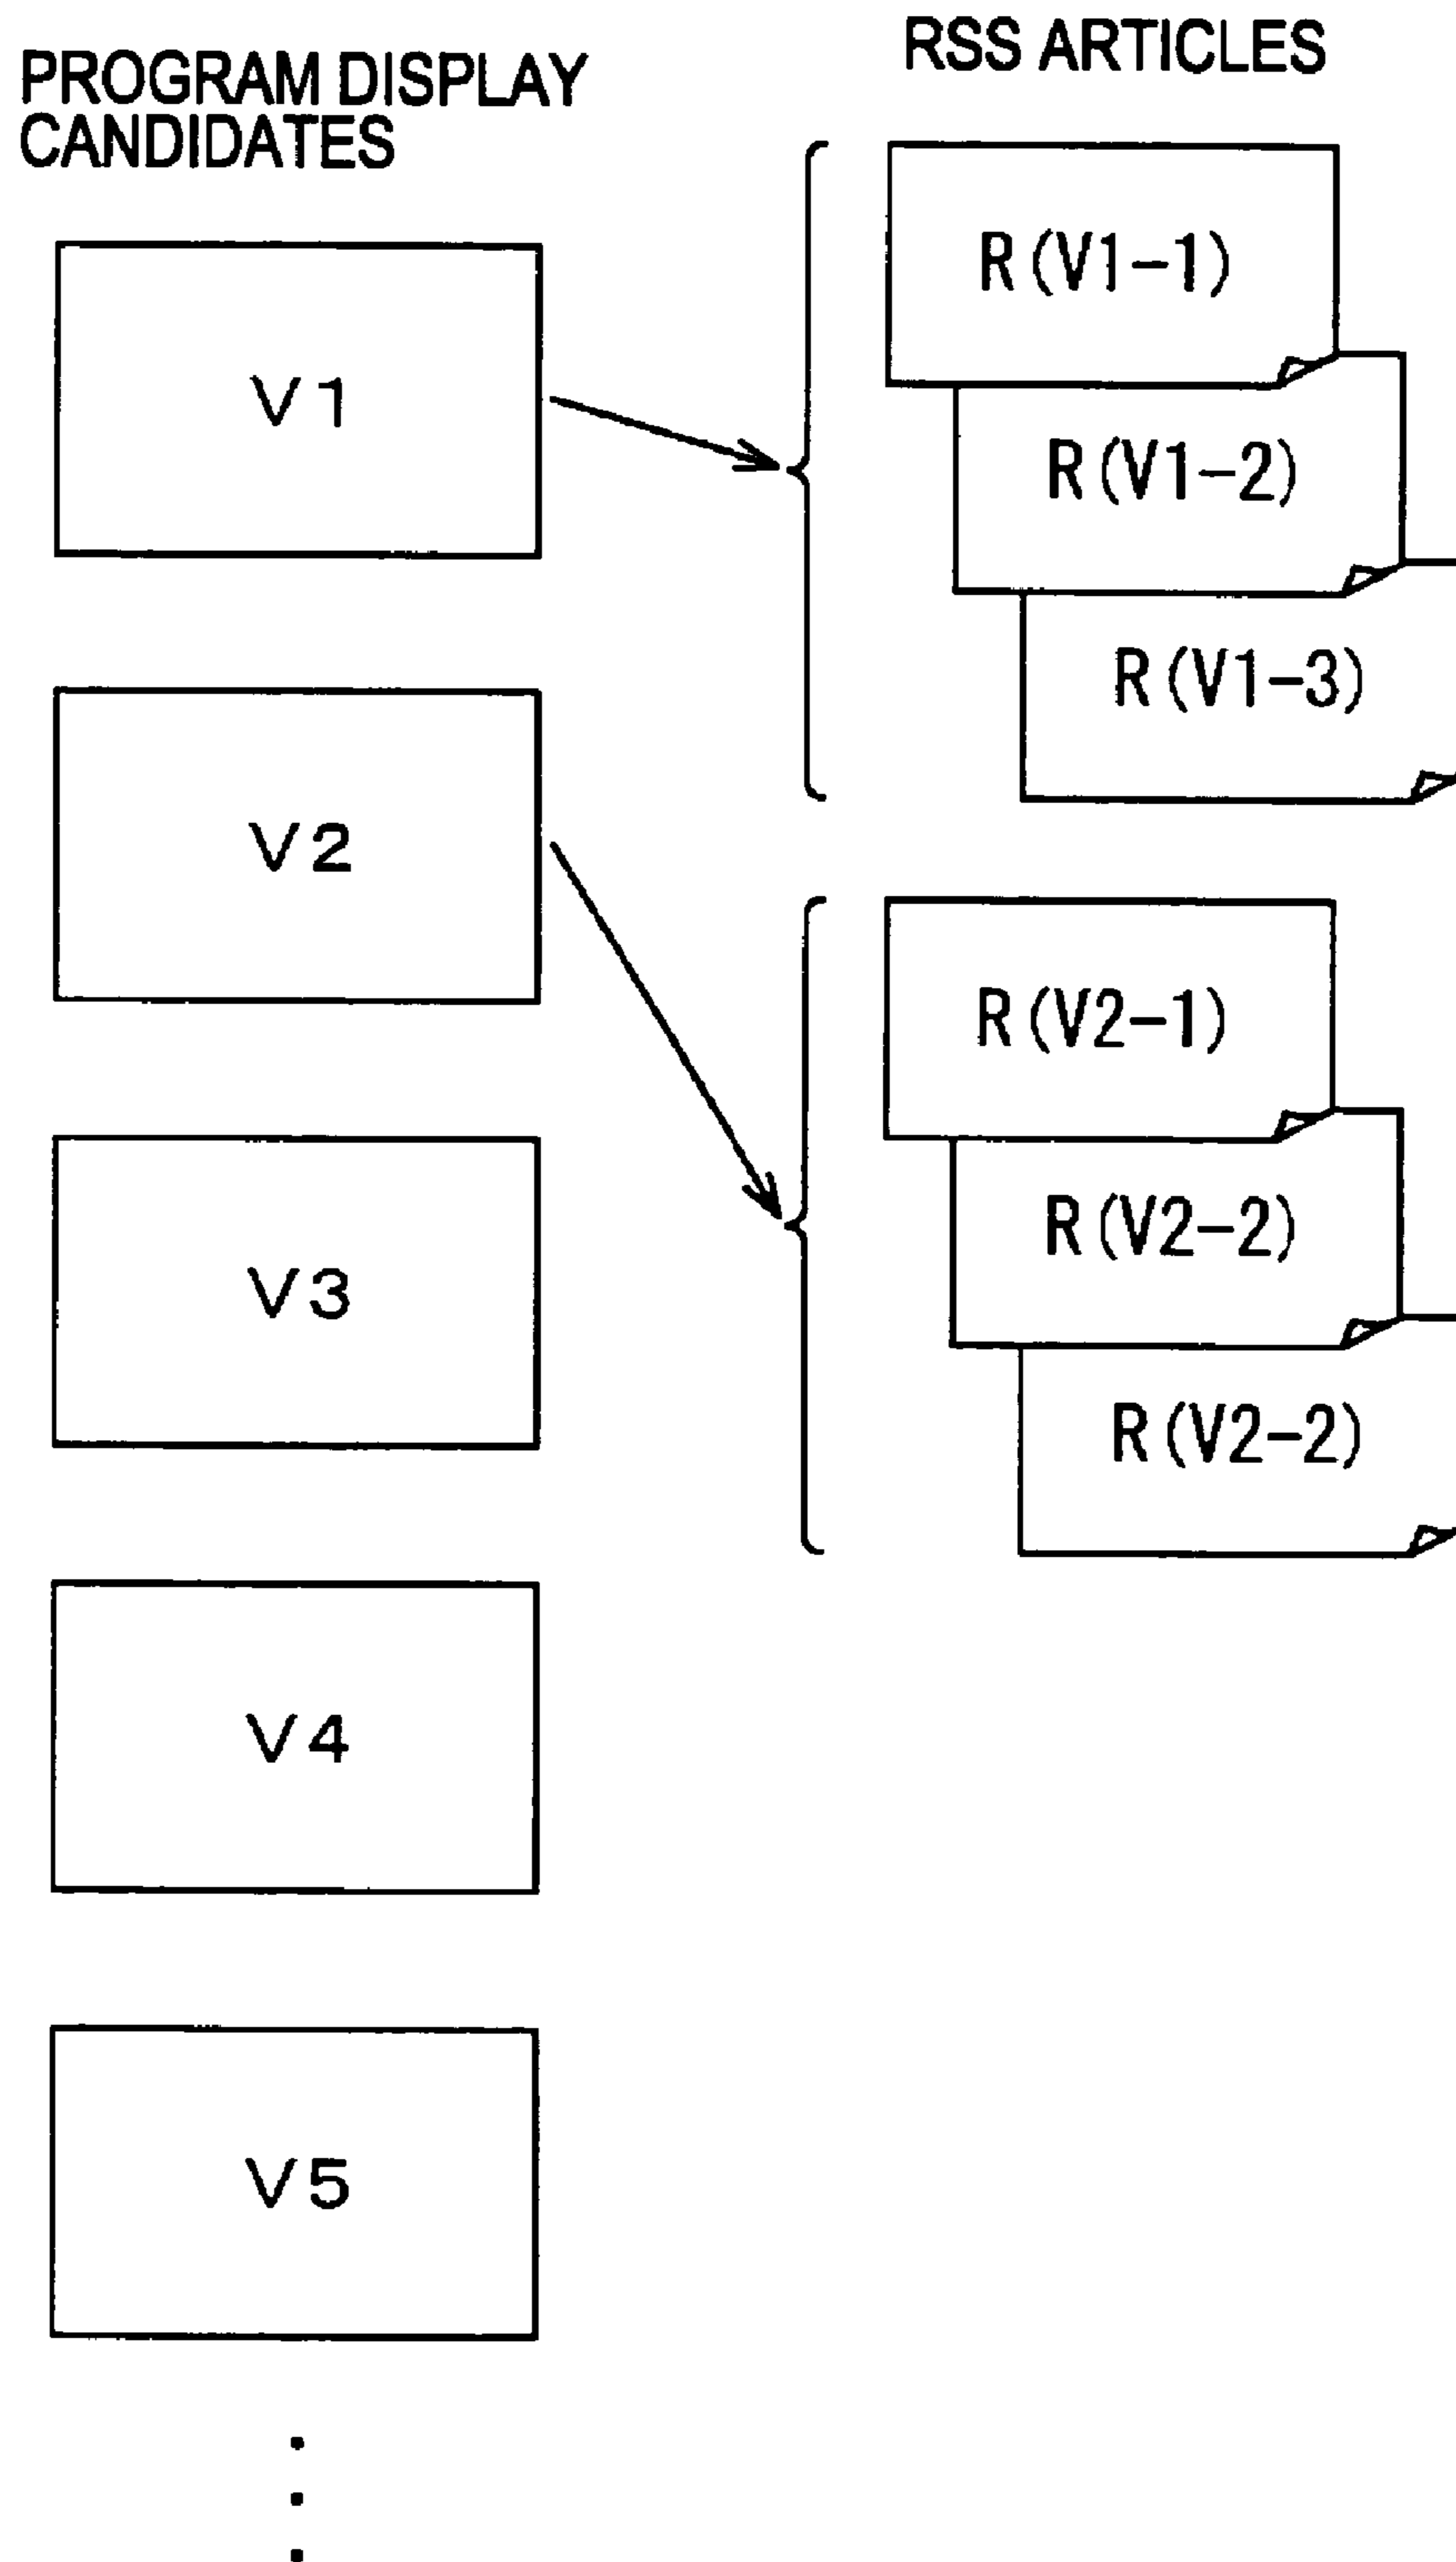 PROGRAM DISPLAY
CANDIDATES
V1
V2
V3
V4
V5
RSS ARTICLES
R(V1-1)
R(V1-2)
R(V1-3)
R(V2-1)
R(V2-2)
R(V2-2)